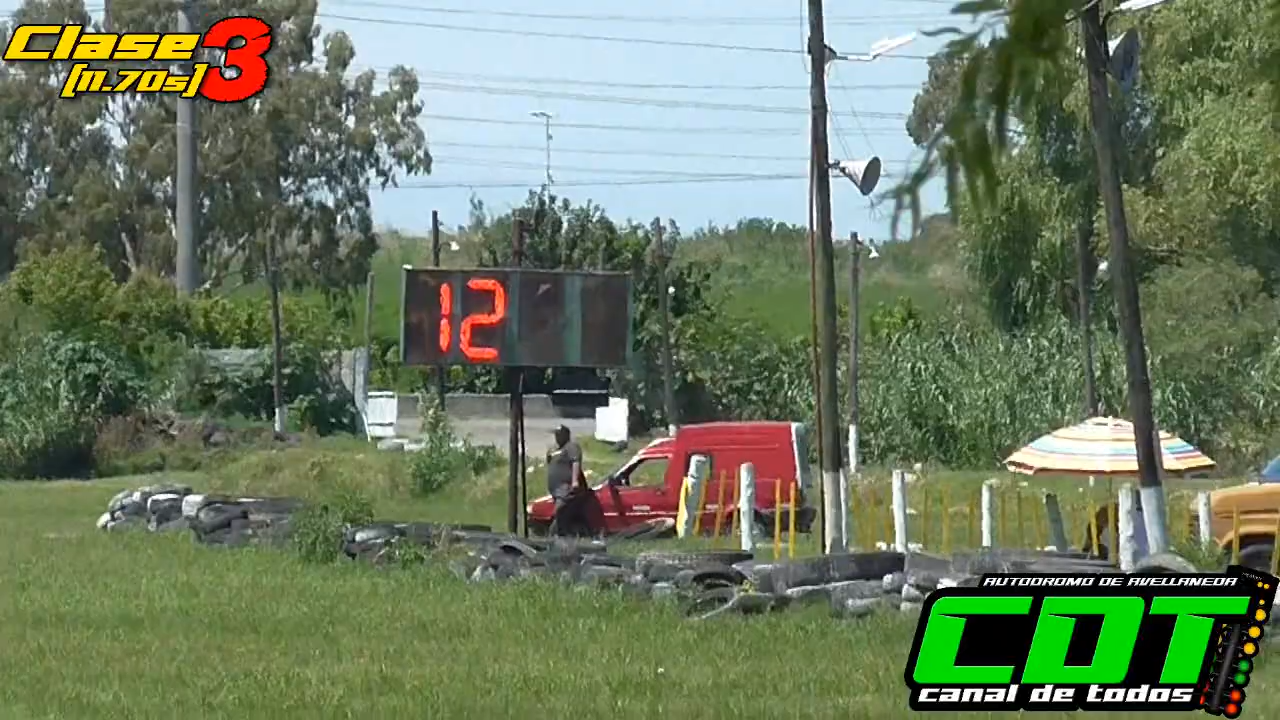 Clase 3
[11.70s]
12
AUTODROMO DE AVELLANEDA
CDT
canal de todos